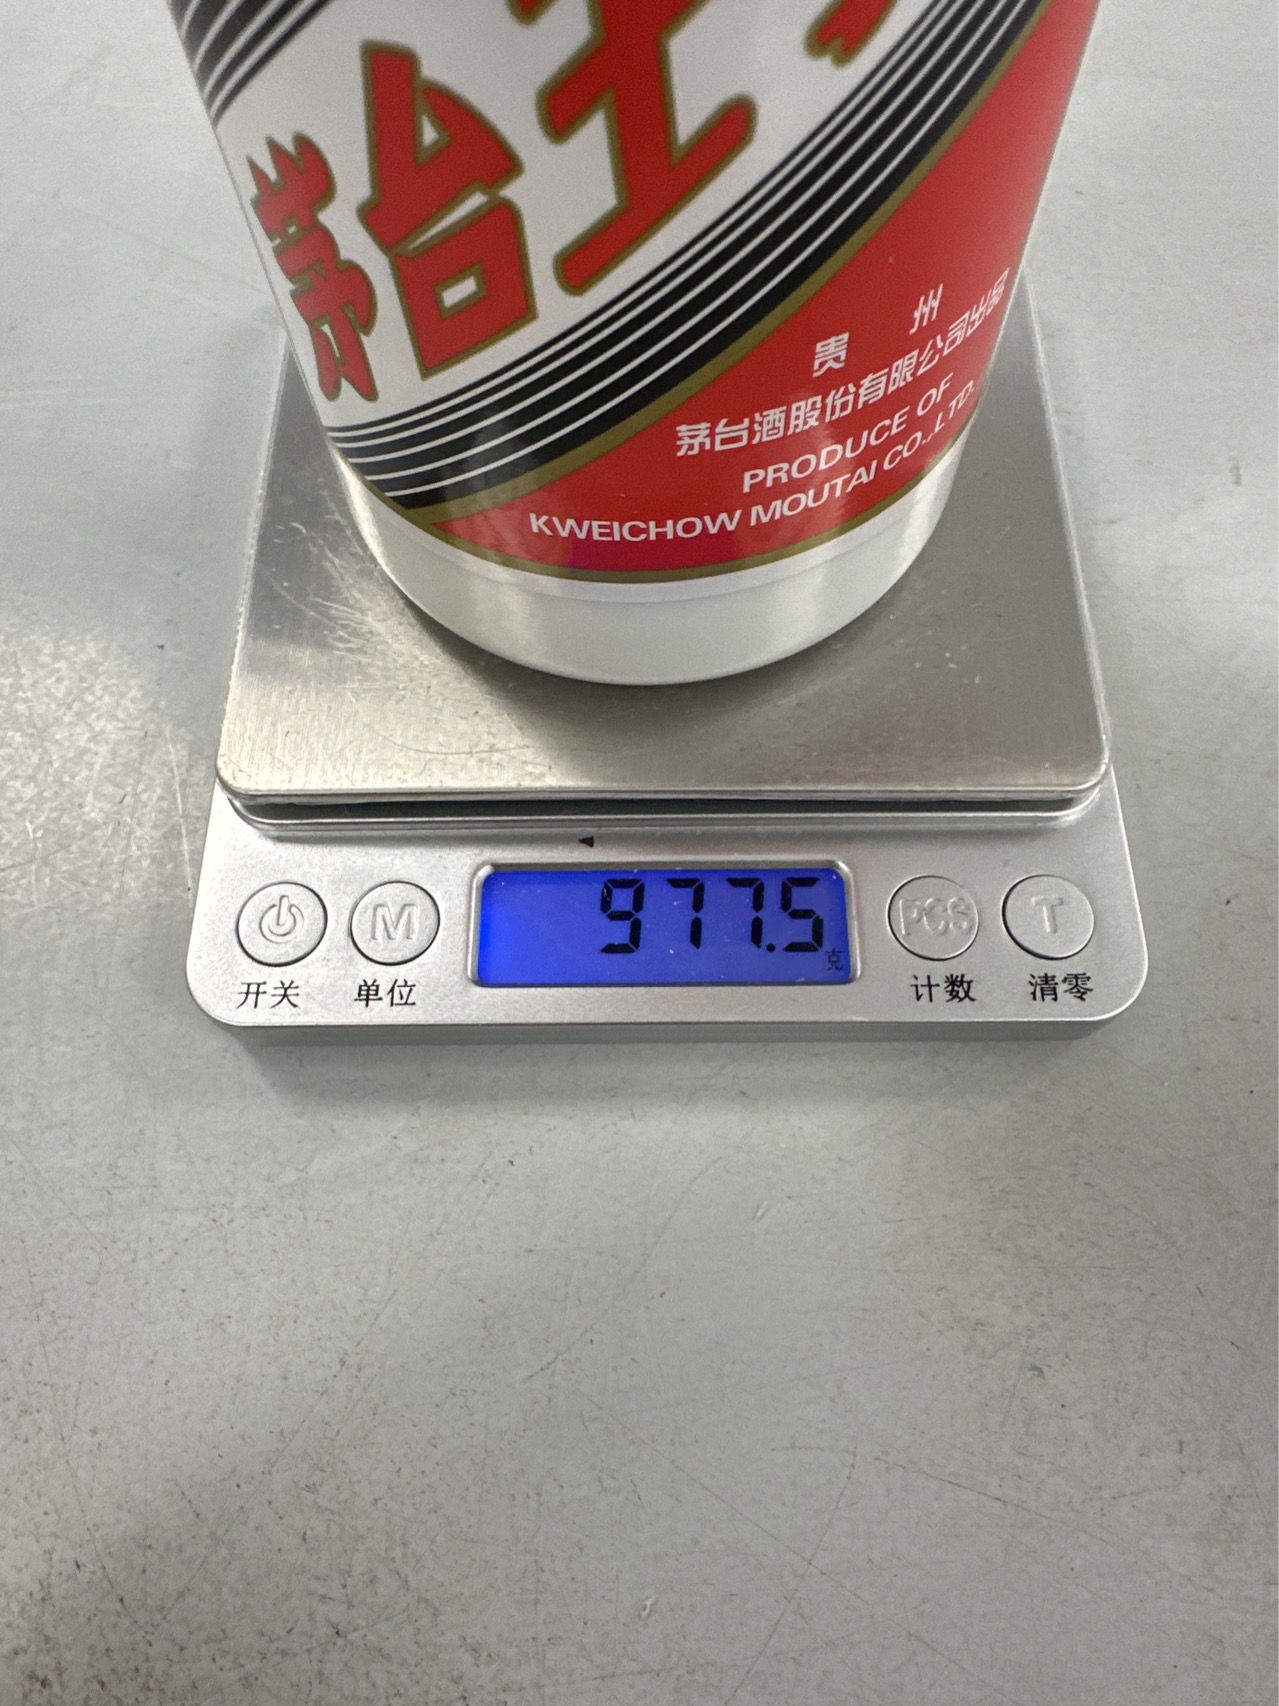 茅台王
贵州
茅台酒股份有限公司出品
PRODUCE OF
KWEICHOW MOUTAI CO.,LTD.
977.5
克
M
PCS
T
开关
单位
计数
清零